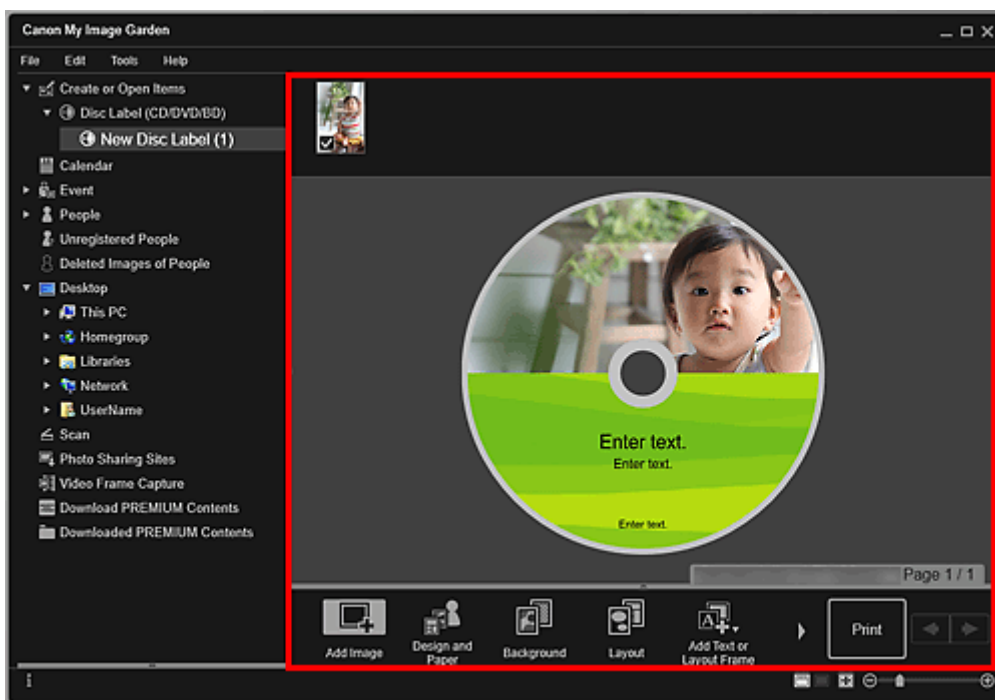 Canon My Image Garden
File Edit Tools Help
Create or Open Items
Disc Label (CD/DVD/BD)
New Disc Label (1)
Calendar
Event
People
Unregistered People
Deleted Images of People
Desktop
This PC
Homegroup
Libraries
Network
UserName
Scan
Photo Sharing Sites
Video Frame Capture
Download PREMIUM Contents
Downloaded PREMIUM Contents
Enter text.
Enter text.
Enter text.
Page 1 / 1
Add Image
Design and
Paper
Background
Layout
Add Text or
Layout Frame
Print